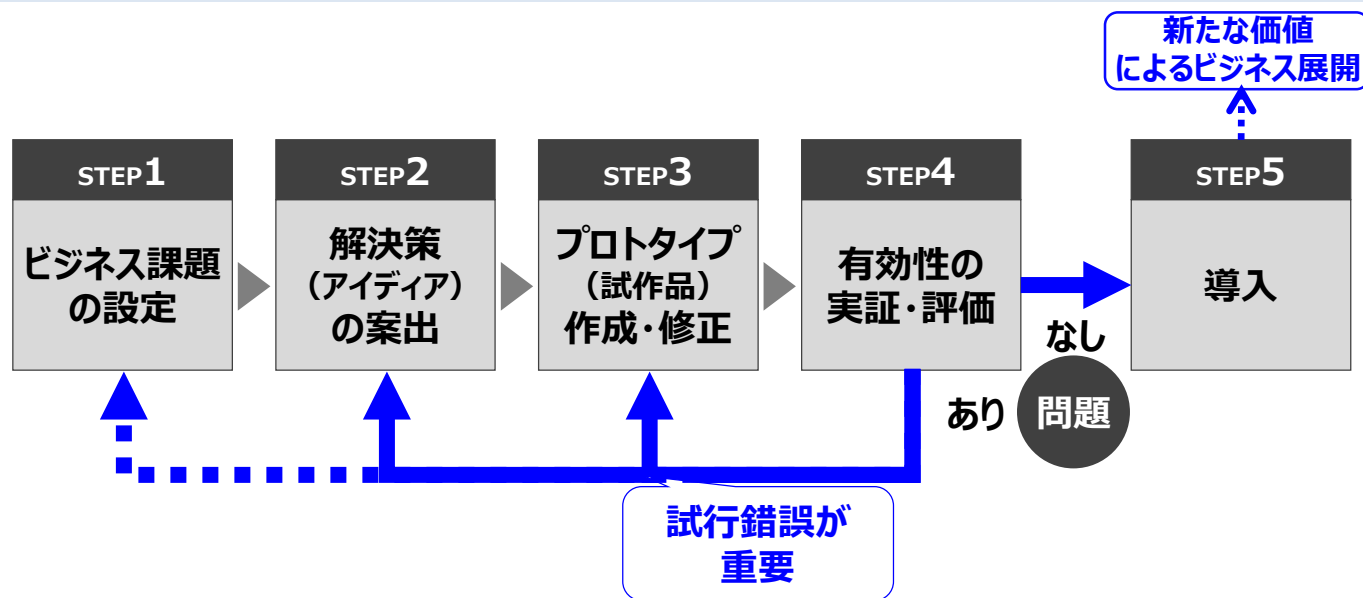 新たな価値
によるビジネス展開
STEP1
ビジネス課題
の設定
STEP2
解決策
（アイディア）
の案出
STEP3
プロトタイプ
（試作品）
作成・修正
STEP4
有効性の
実証・評価
STEP5
導入
なし
あり
問題
試行錯誤が
重要